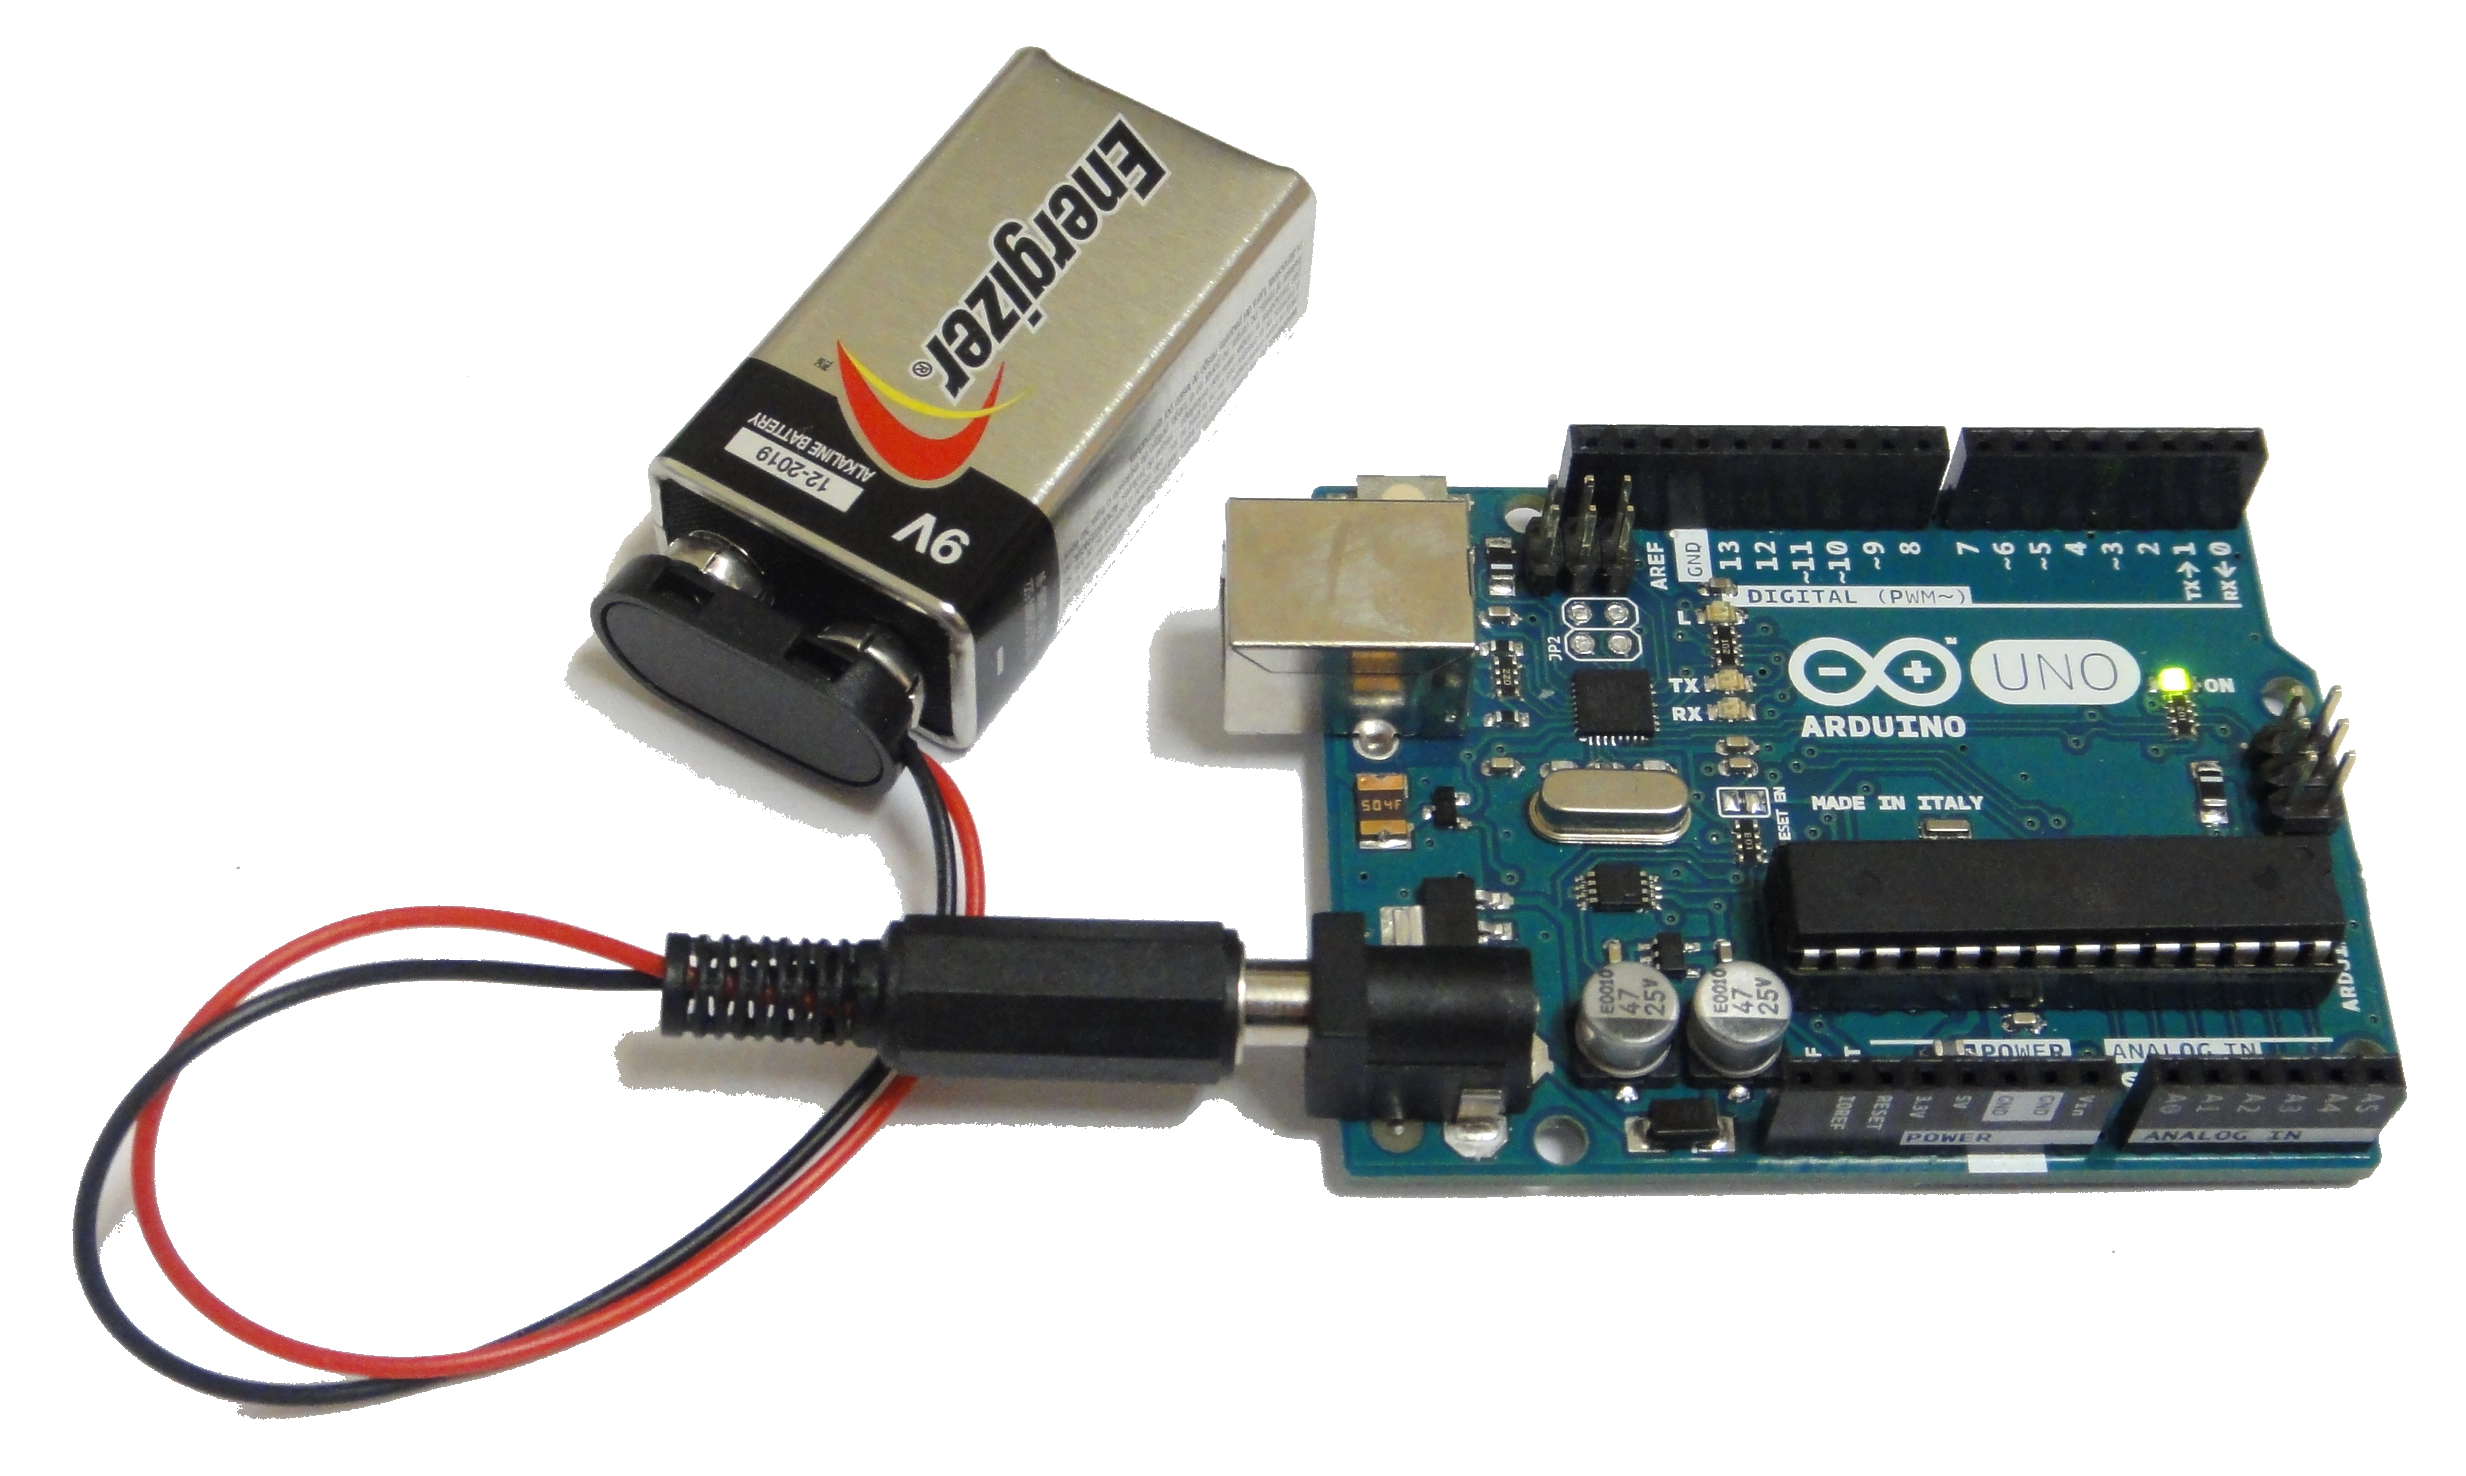 Energizer®
ALKALINE BATTERY
12-2019
9V
AREF
GND
13
12
~11
~10
~9
8
7
~6
~5
4
~3
2
TX→1
RX←0
DIGITAL (PWM~)
L
JP2
TX
RX
ARDUINO
UNO
ON
MADE IN ITALY
504F
E0010
47
25V
E0010
47
25V
POWER
ANALOG IN
IOREF
RESET
3.3V
5V
GND
GND
Vin
A0
A1
A2
A3
A4
A5
POWER
ANALOG IN